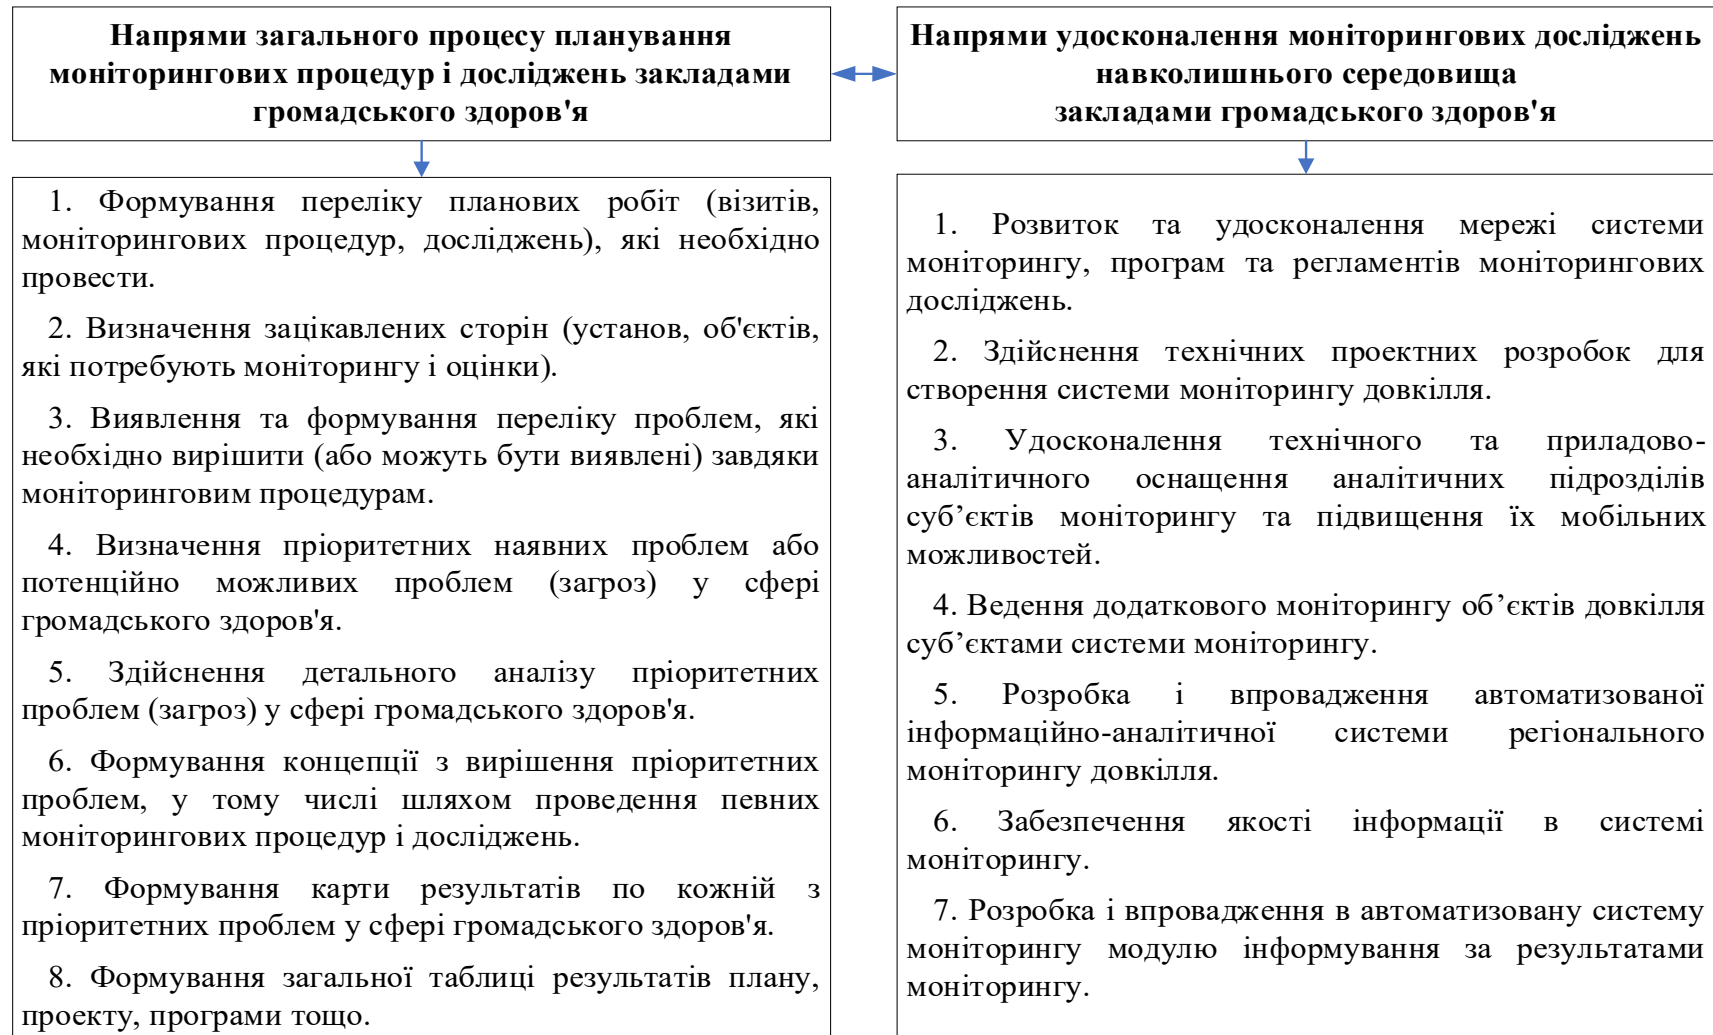 Напрями загального процесу планування
моніторингових процедур і досліджень закладами
громадського здоров'я
1. Формування переліку планових робіт (візитів,
моніторингових процедур, досліджень), які необхідно
провести.
2. Визначення зацікавлених сторін (установ, об'єктів,
які потребують моніторингу і оцінки).
3. Виявлення та формування переліку проблем, які
необхідно вирішити (або можуть бути виявлені) завдяки
моніторинговим процедурам.
4. Визначення пріоритетних наявних проблем або
потенційно можливих проблем (загроз) у сфері
громадського здоров'я.
5. Здійснення детального аналізу пріоритетних
проблем (загроз) у сфері громадського здоров'я.
6. Формування концепції з вирішення пріоритетних
проблем, у тому числі шляхом проведення певних
моніторингових процедур і досліджень.
7. Формування карти результатів по кожній з
пріоритетних проблем у сфері громадського здоров'я.
8. Формування загальної таблиці результатів плану,
проекту, програми тощо.
Напрями удосконалення моніторингових досліджень
навколишнього середовища
закладами громадського здоров'я
1. Розвиток та удосконалення мережі системи
моніторингу, програм та регламентів моніторингових
досліджень.
2. Здійснення технічних проектних розробок для
створення системи моніторингу довкілля.
3. Удосконалення технічного та приладово-
аналітичного оснащення аналітичних підрозділів
суб’єктів моніторингу та підвищення їх мобільних
можливостей.
4. Ведення додаткового моніторингу об’єктів довкілля
суб’єктами системи моніторингу.
5. Розробка і впровадження автоматизованої
інформаційно-аналітичної системи регіонального
моніторингу довкілля.
6. Забезпечення якості інформації в системі
моніторингу.
7. Розробка і впровадження в автоматизовану систему
моніторингу модулю інформування за результатами
моніторингу.